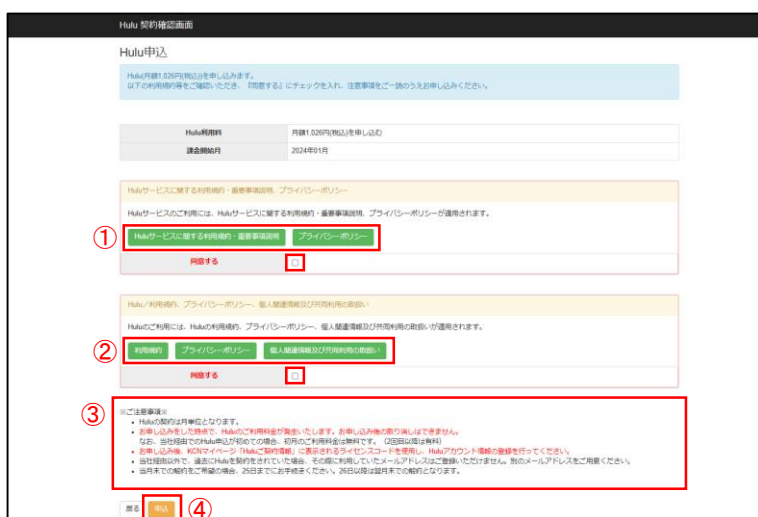 Hulu 契約確認画面
Hulu申込
Hulu(月額1,026円(税込))を申し込みます。
以下の利用規約等をご確認いただき、『同意する』にチェックを入れ、注意事項をご一読のうえお申し込みください。
Hulu利用料 月額1,026円(税込)を申し込む
課金開始月 2024年01月
Huluサービスに関する利用規約・重要事項説明、プライバシーポリシー
Huluサービスのご利用には、Huluサービスに関する利用規約・重要事項説明、プライバシーポリシーが適用されます。
① Huluサービスに関する利用規約・重要事項説明 プライバシーポリシー
同意する
Hulu／利用規約、プライバシーポリシー、個人関連情報及び共同利用の取扱い
Huluのご利用には、Huluの利用規約、プライバシーポリシー、個人関連情報及び共同利用の取扱いが適用されます。
② 利用規約 プライバシーポリシー 個人関連情報及び共同利用の取扱い
同意する
③
※ご注意事項※
• Huluの契約は月単位となります。
• お申し込みをした時点で、Huluのご利用料金が発生いたします。お申し込み後の取り消しはできません。
なお、当社経由でのHulu申込が初めての場合、初月のご利用料金は無料です。（2回目以降は有料）
• お申し込み後、KCNマイページ「Huluご契約情報」に表示されるライセンスコードを使用し、Huluアカウント情報の登録を行ってください。
• 当社経由以外で、過去にHuluを契約をされていた場合、その際に利用していたメールアドレスはご登録いただけません。別のメールアドレスをご用意ください。
• 当月末での解約をご希望の場合、25日までにお手続きください。26日以降は翌月末での解約となります。
戻る 申込 ④